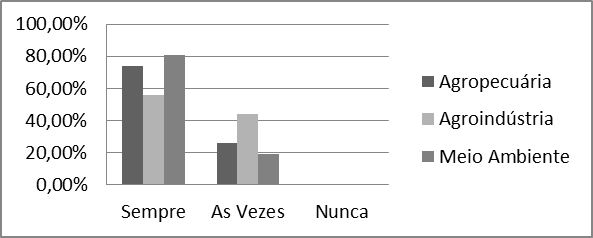 100,00%
80,00%
60,00%
40,00%
20,00%
0,00%
Sempre As Vezes Nunca
Agropecuária
Agroindústria
Meio Ambiente